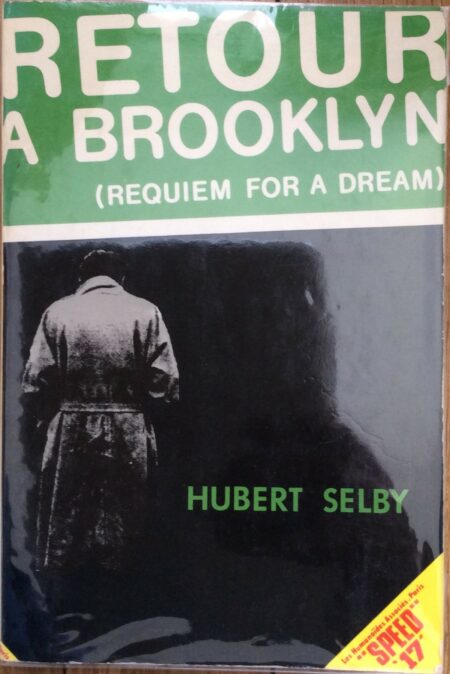 RETOUR
A BROOKLYN
(REQUIEM FOR A DREAM)
HUBERT SELBY
Les Humanoïdes Associés. Paris
"SPEED"
17